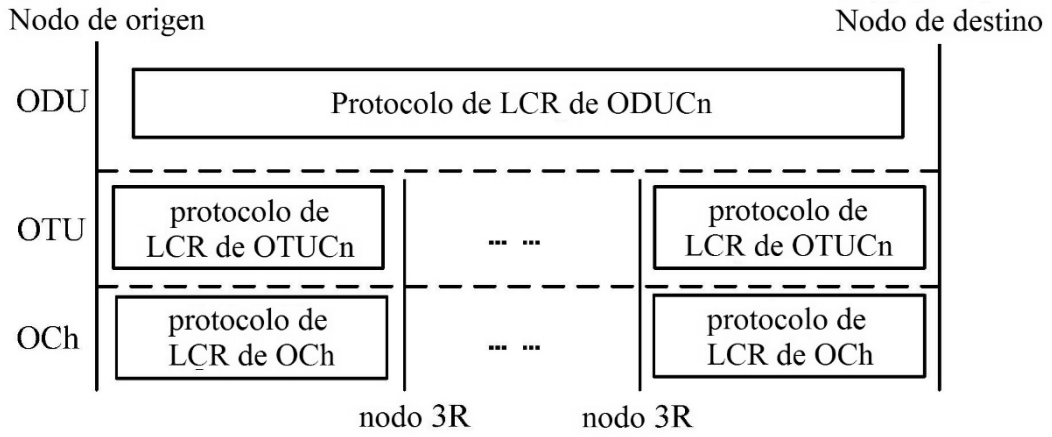 Nodo de origen
Nodo de destino
ODU
Protocolo de LCR de ODUCn
OTU
protocolo de
LCR de OTUCn
... ...
protocolo de
LCR de OTUCn
OCh
protocolo de
LCR de OCh
... ...
protocolo de
LCR de OCh
nodo 3R
nodo 3R